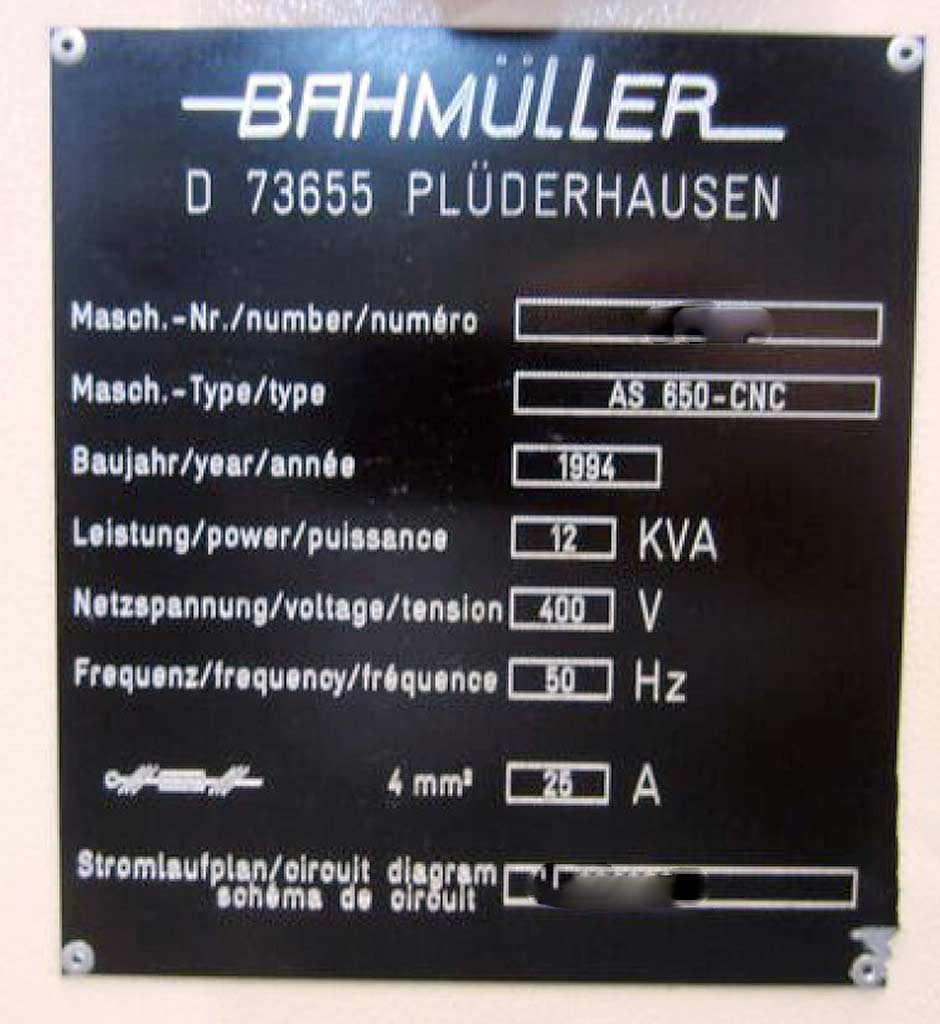 BAHMÜLLER
D 73655 PLÜDERHAUSEN
Masch.-Nr./number/numéro
Masch.-Type/type AS 650-CNC
Baujahr/year/année 1994
Leistung/power/puissance 12 KVA
Netzspannung/voltage/tension 400 V
Frequenz/frequency/fréquence 50 Hz
4 mm² 25 A
Stromlaufplan/circuit diagram
schéma de circuit